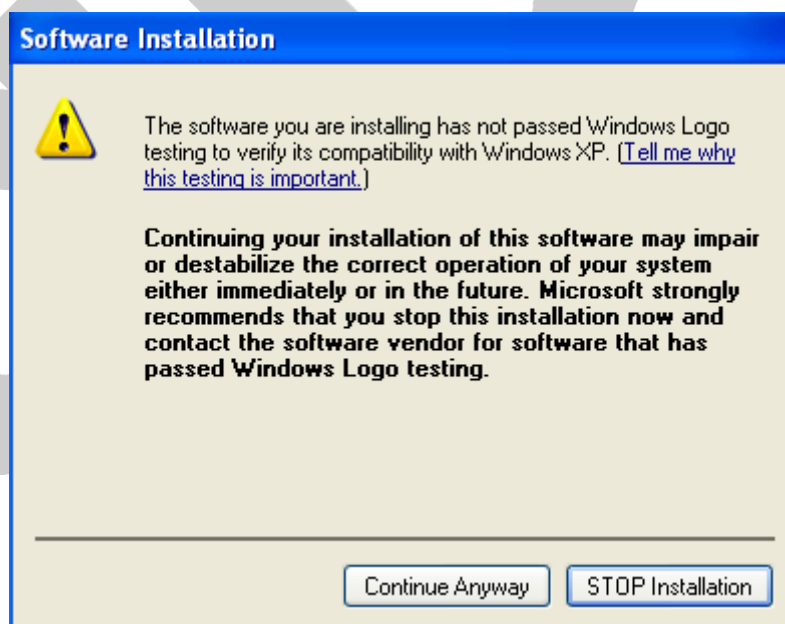 Software Installation
The software you are installing has not passed Windows Logo
testing to verify its compatibility with Windows XP. (Tell me why
this testing is important.)
Continuing your installation of this software may impair
or destabilize the correct operation of your system
either immediately or in the future. Microsoft strongly
recommends that you stop this installation now and
contact the software vendor for software that has
passed Windows Logo testing.
Continue Anyway
STOP Installation